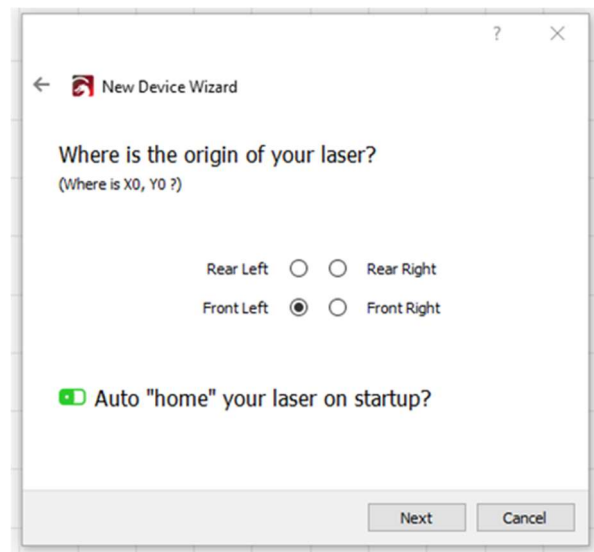 ?
New Device Wizard
Where is the origin of your laser?
(Where is X0, Y0 ?)
Rear Left Rear Right
Front Left Front Right
Auto "home" your laser on startup?
Next Cancel